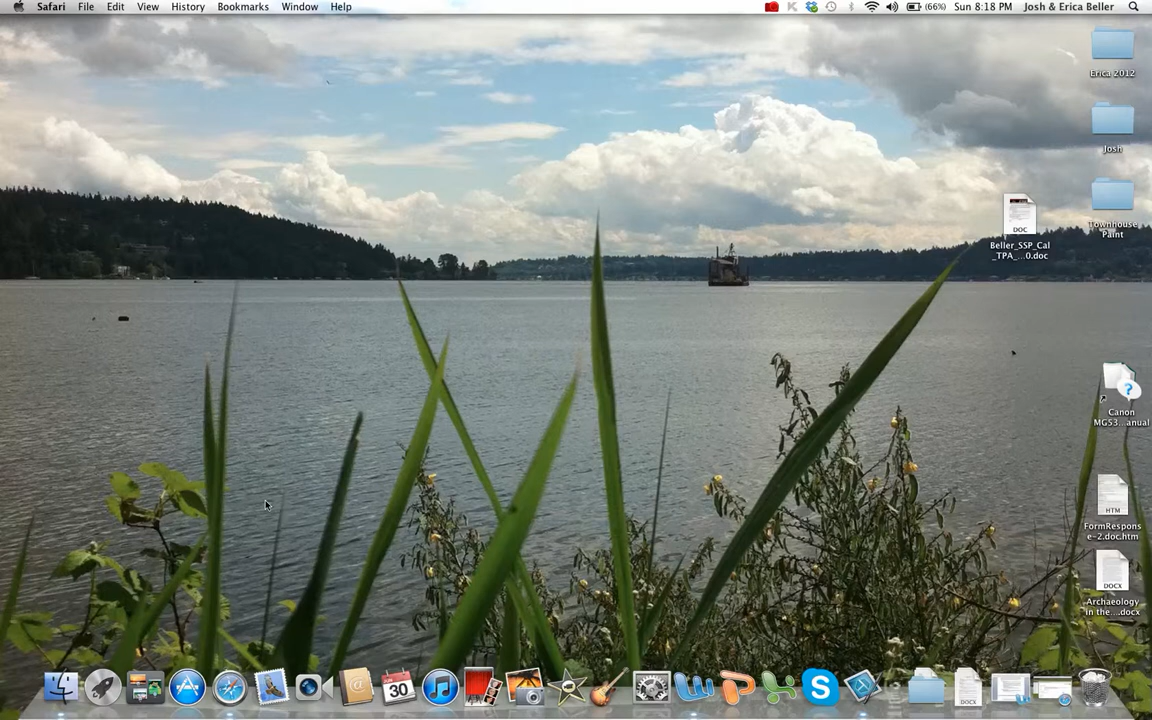 Safari File Edit View History Bookmarks Window Help (66%) Sun 8:18 PM Josh & Erica Beller
Erica 2012
Josh
Townhouse
Paint
DOC
Beller_SSP_Cal
_TPA_...0.doc
Canon
MG53...anual
HTM
FormRespons
e-2.doc.htm
DOCX
Archaeology
in the....docx
30
DOCX